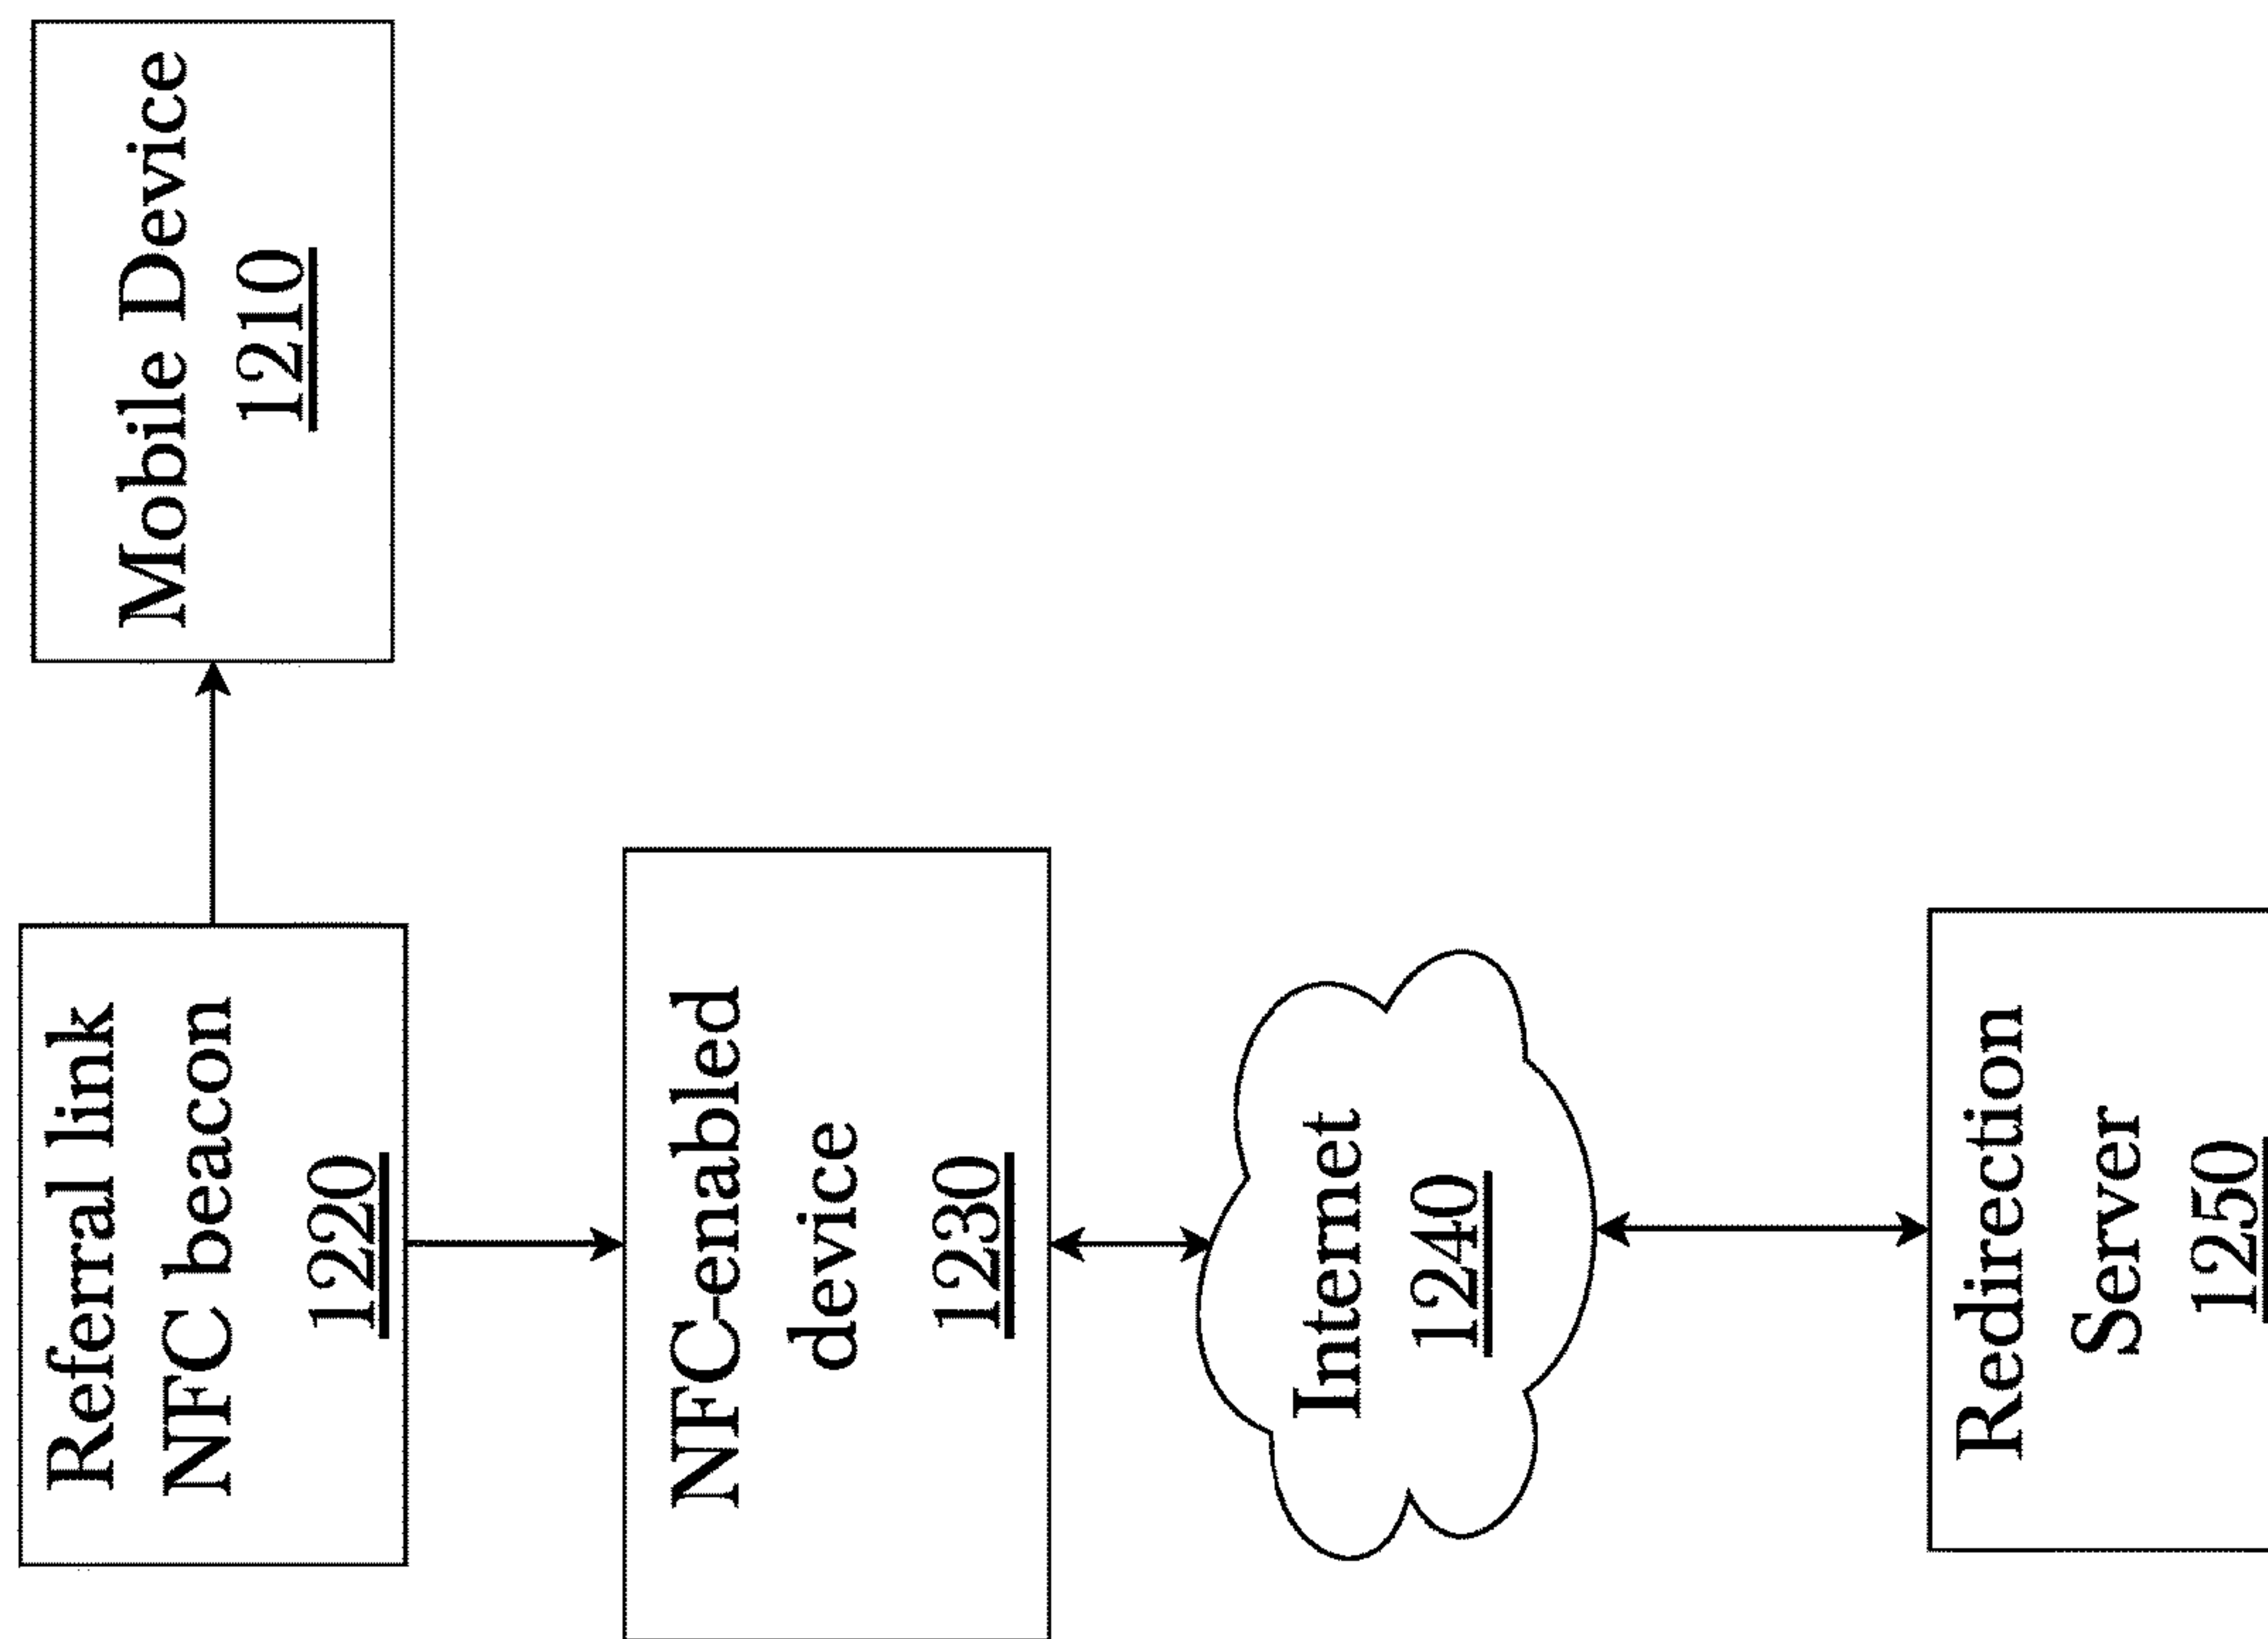 Referral link
NFC beacon
1220
Mobile Device
1210
NFC-enabled
device
1230
Internet
1240
Redirection
Server
1250